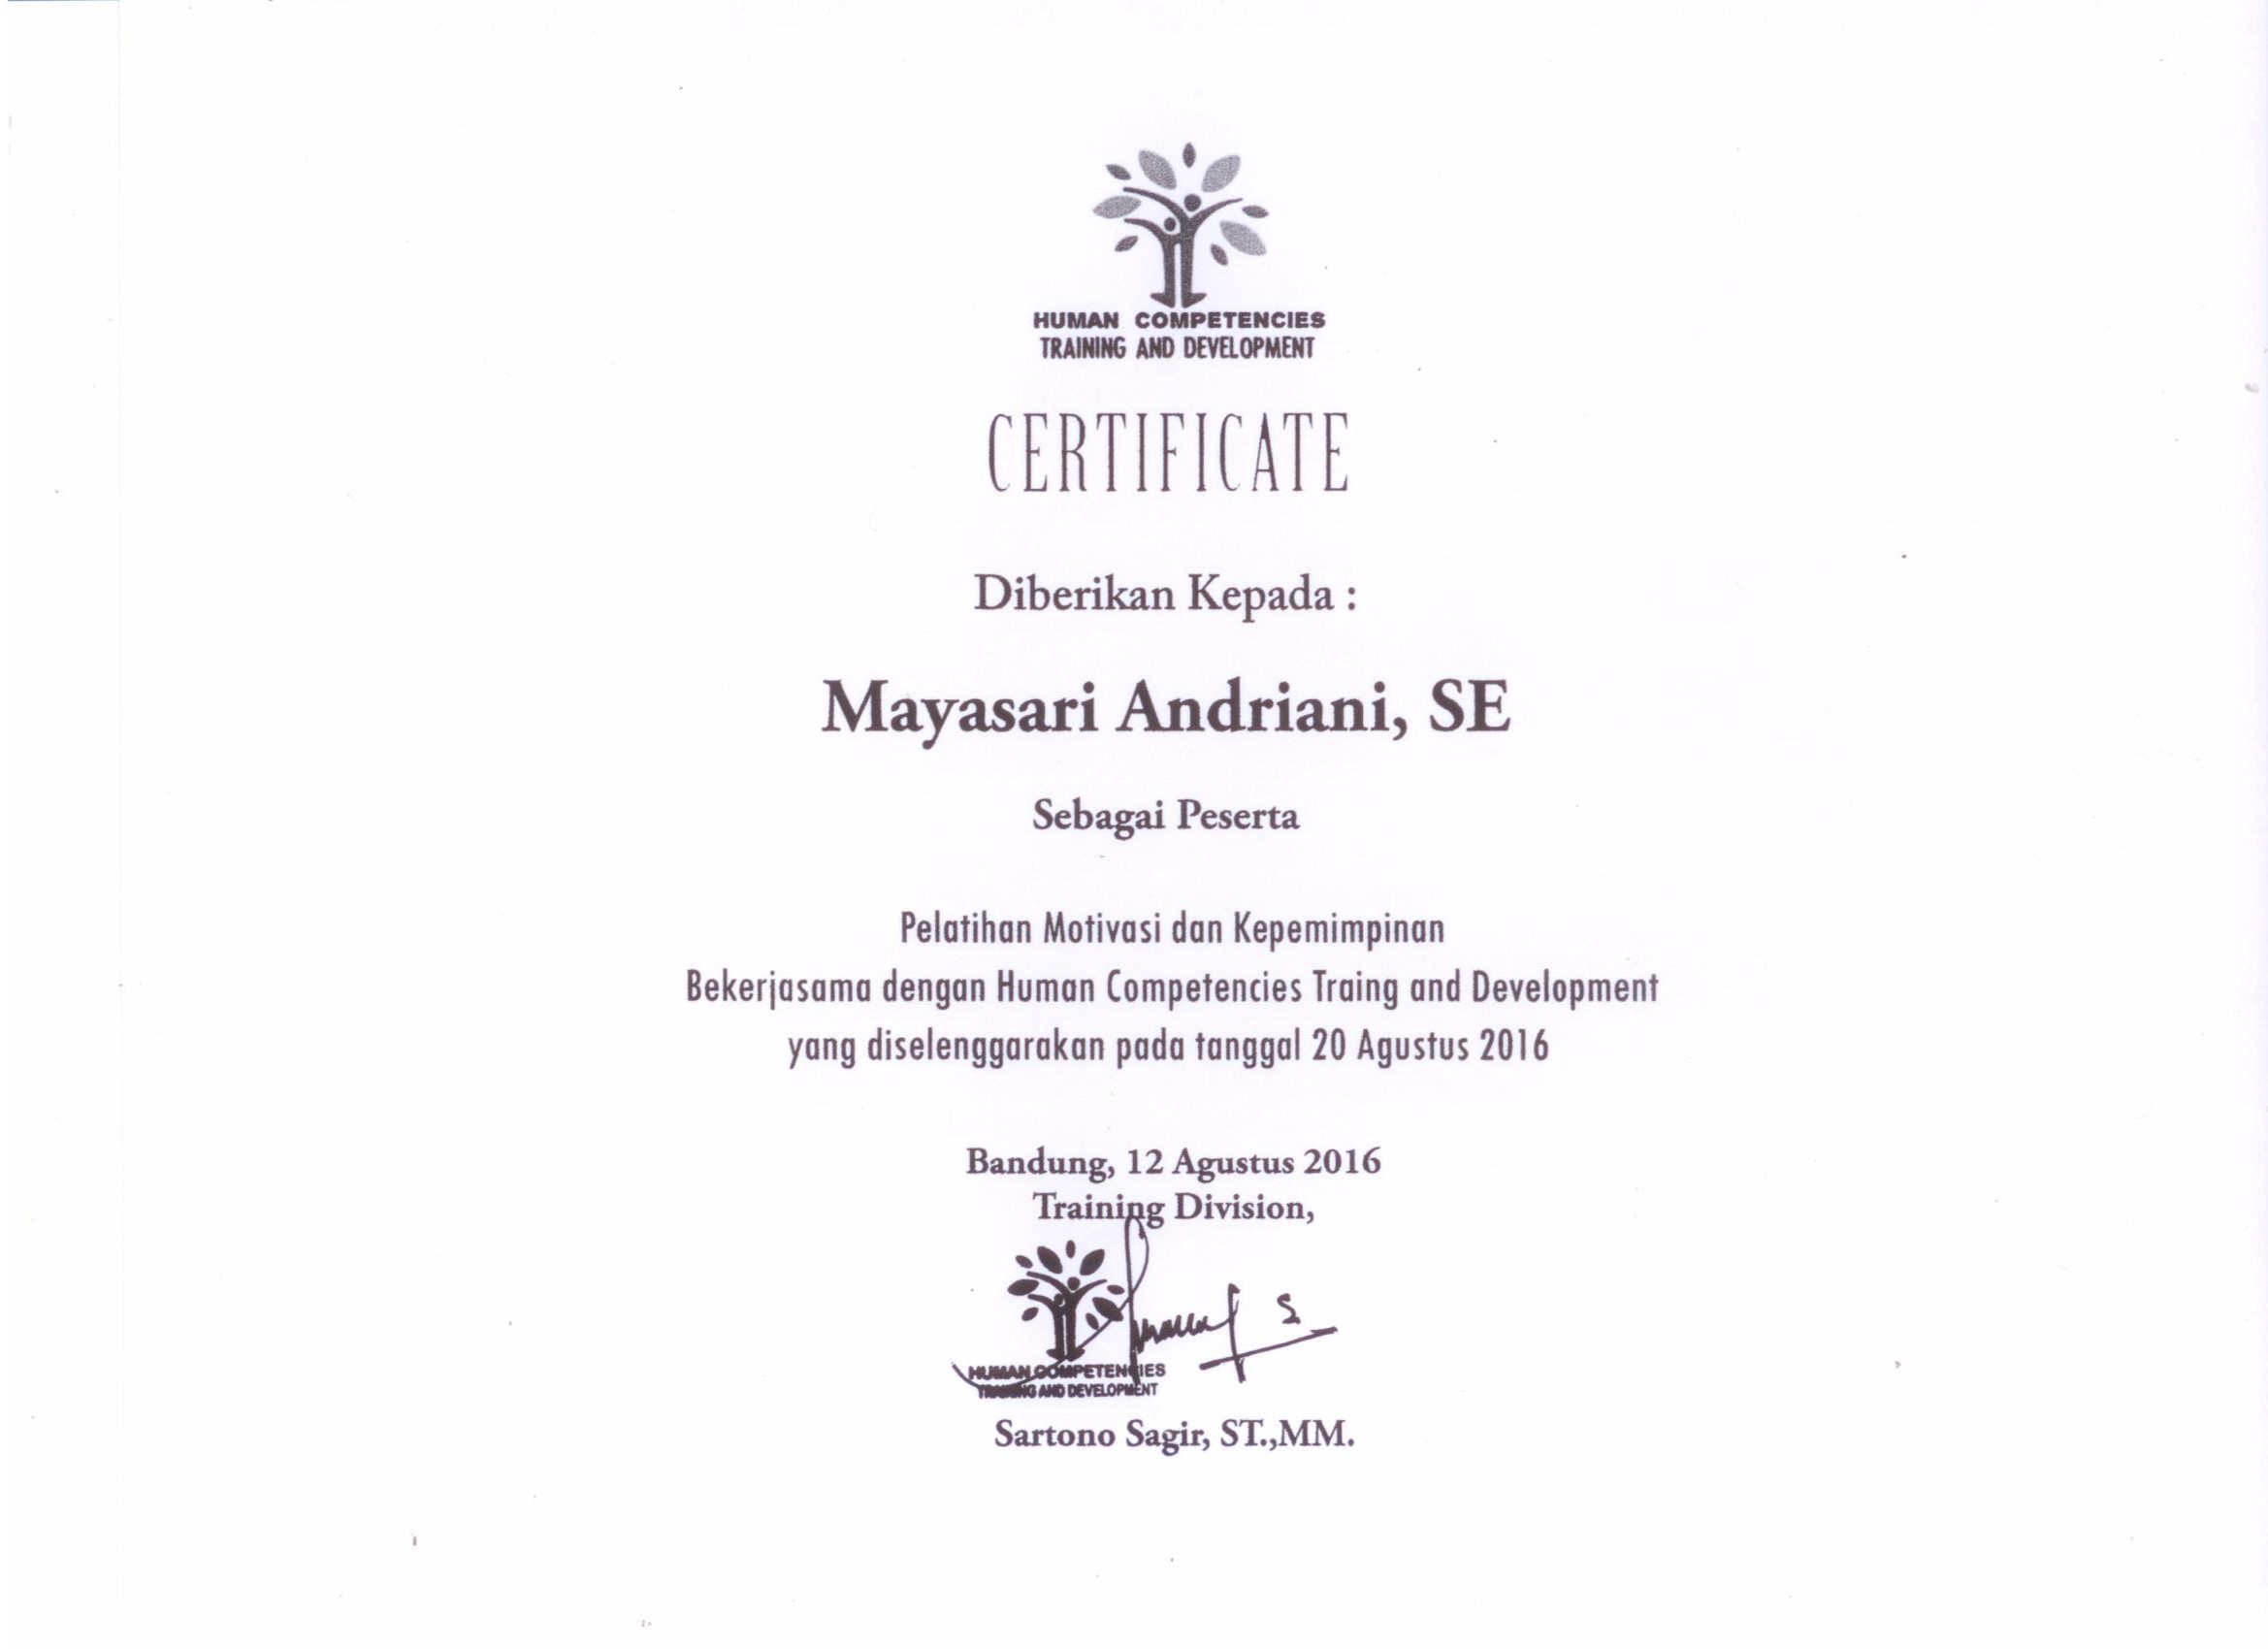 HUMAN COMPETENCIES
TRAINING AND DEVELOPMENT
CERTIFICATE
Diberikan Kepada :
Mayasari Andriani, SE
Sebagai Peserta
Pelatihan Motivasi dan Kepemimpinan
Bekerjasama dengan Human Competencies Traing and Development
yang diselenggarakan pada tanggal 20 Agustus 2016
Bandung, 12 Agustus 2016
Training Division,
HUMAN COMPETENCIES
TRAINING AND DEVELOPMENT
Sartono Sagir, ST.,MM.